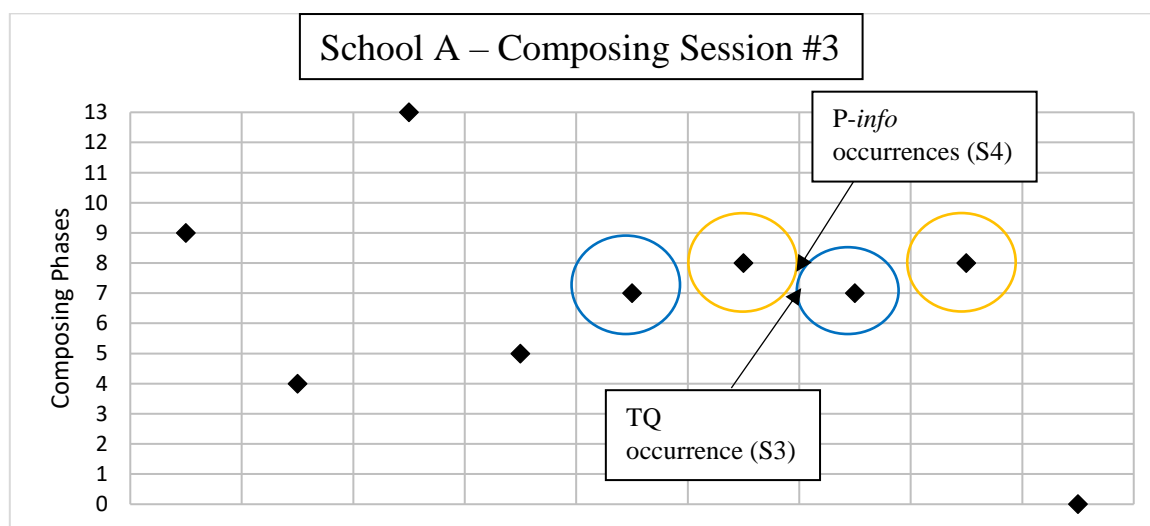 School A – Composing Session #3
P-info
occurrences (S4)
Composing Phases
13
12
11
10
9
8
7
6
5
4
3
2
1
0
TQ
occurrence (S3)